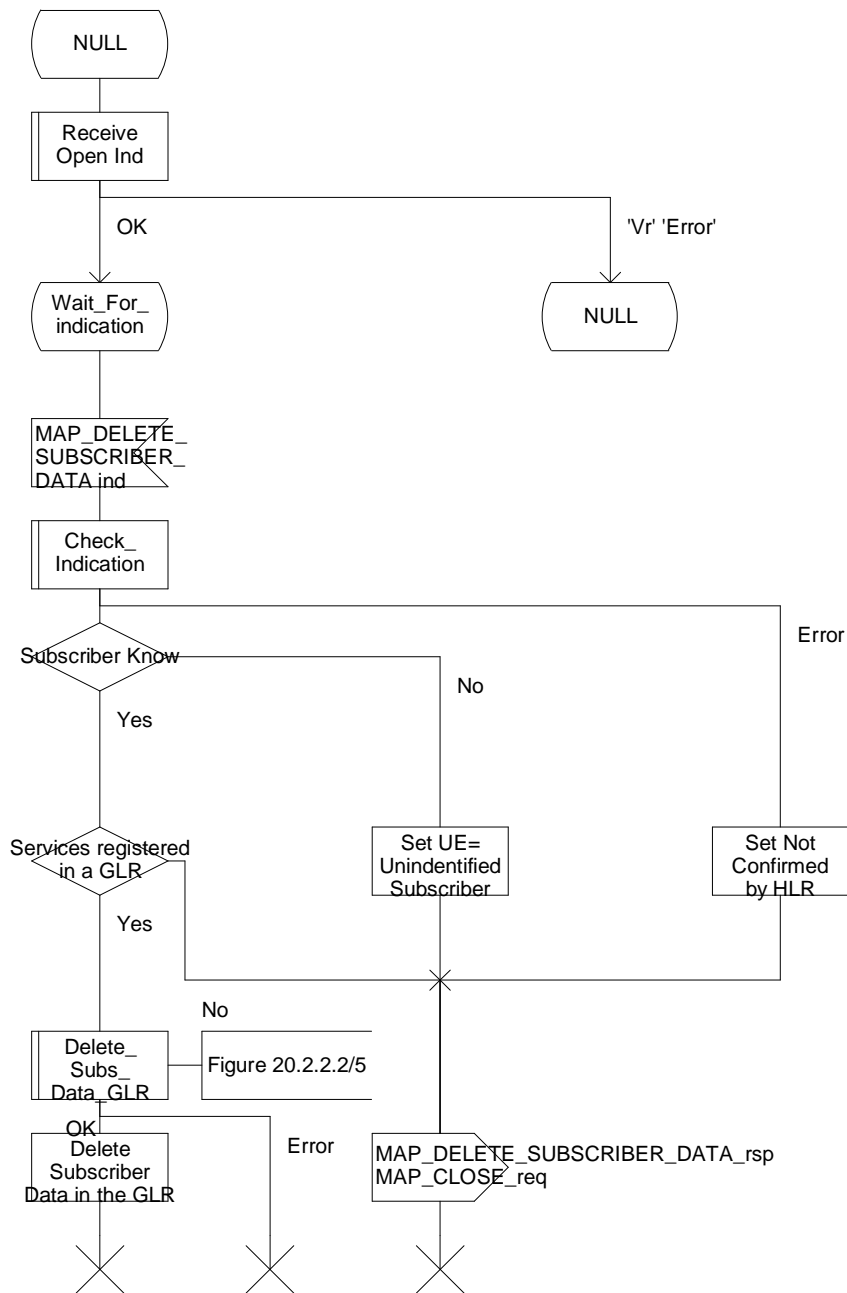 NULL
Receive
Open Ind
OK
'Vr' 'Error'
Wait_For_
indication
NULL
MAP_DELETE_
SUBSCRIBER_
DATA ind
Check_
Indication
Error
Subscriber Know
No
Yes
Services registered
in a GLR
Set UE=
Unindentified
Subscriber
Set Not
Confirmed
by HLR
Yes
No
Delete_
Subs_
Data_GLR
Figure 20.2.2.2/5
OK
Error
Delete
Subscriber
Data in the GLR
MAP_DELETE_SUBSCRIBER_DATA_rsp
MAP_CLOSE_req